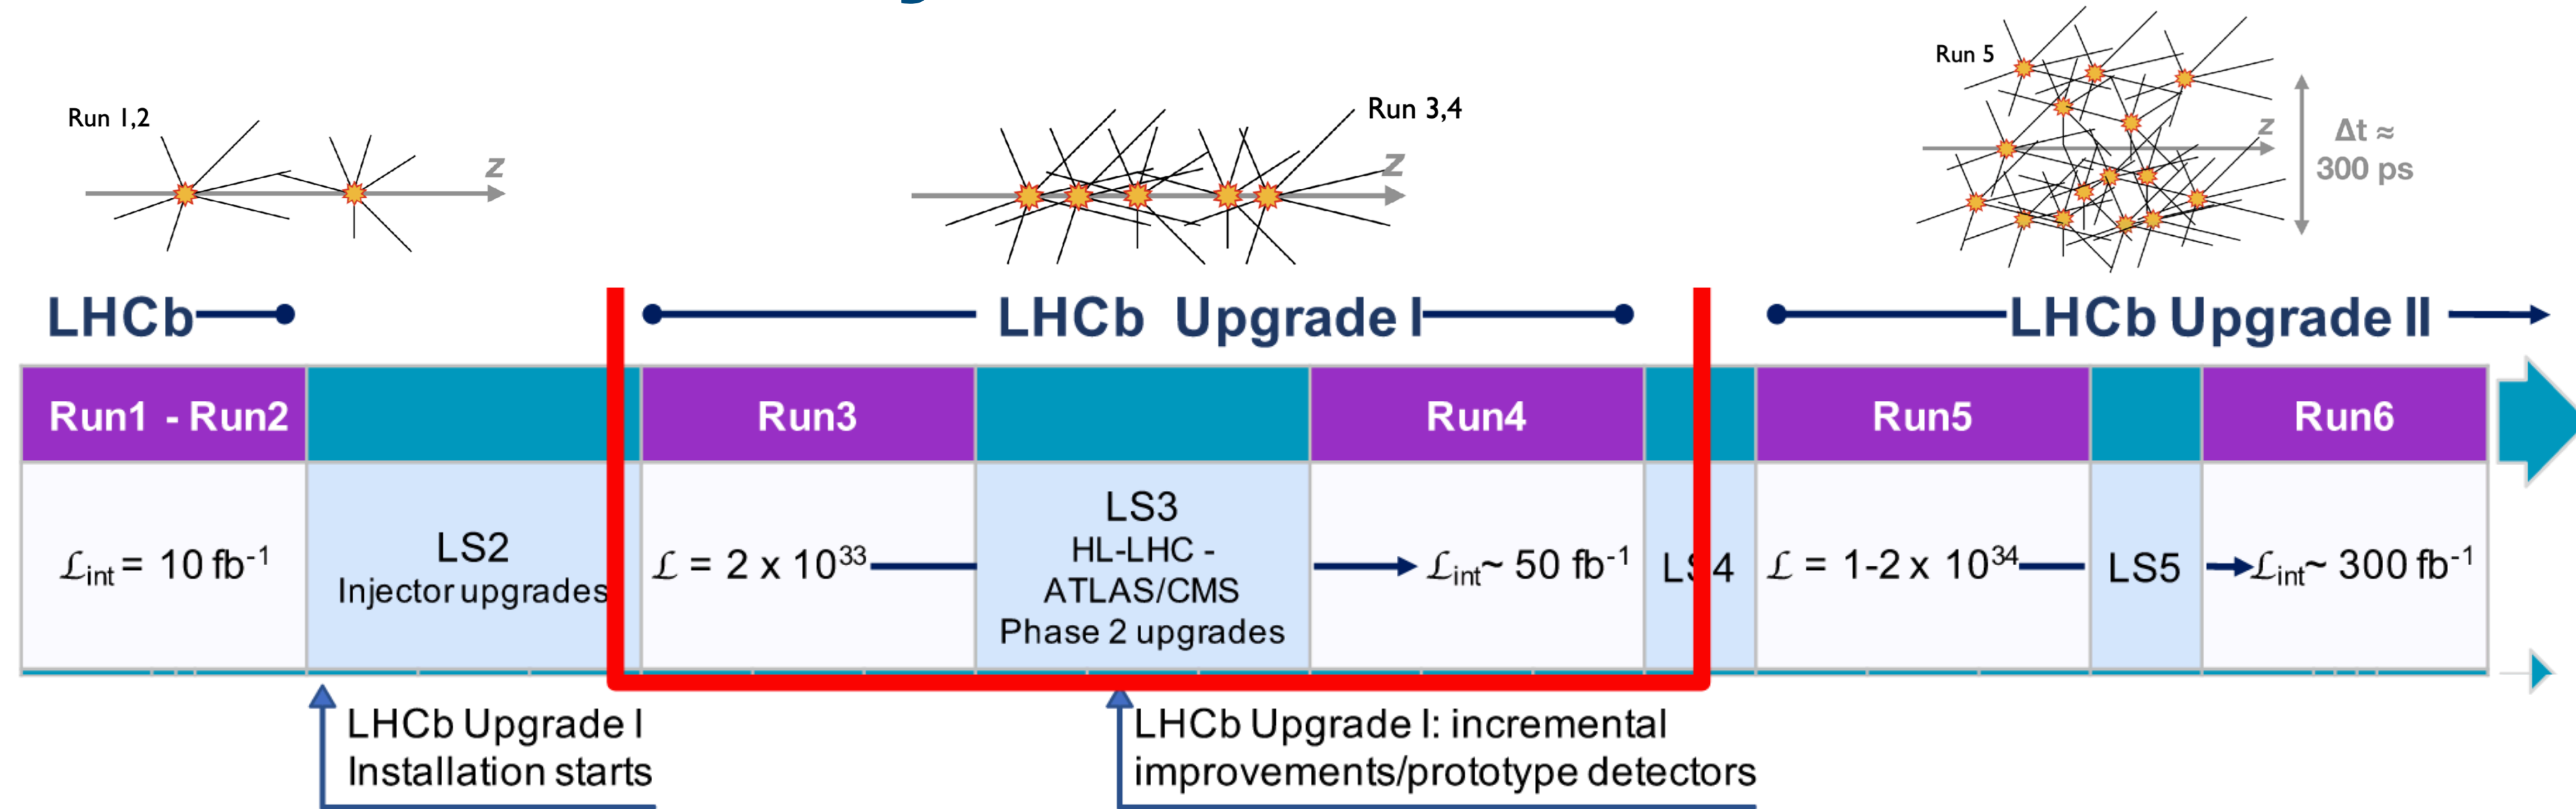 Run 1,2
z
Run 3,4
z
Run 5
z
Δt ≈
300 ps
LHCb
LHCb Upgrade I
LHCb Upgrade II
Run1 - Run2
Run3
Run4
Run5
Run6
ℒint = 10 fb-1
LS2
Injector upgrades
ℒ = 2 x 10³³
LS3
HL-LHC -
ATLAS/CMS
Phase 2 upgrades
ℒint~ 50 fb-1
LS4
ℒ = 1-2 x 10³⁴
LS5
ℒint~ 300 fb-1
LHCb Upgrade I
Installation starts
LHCb Upgrade I: incremental
improvements/prototype detectors